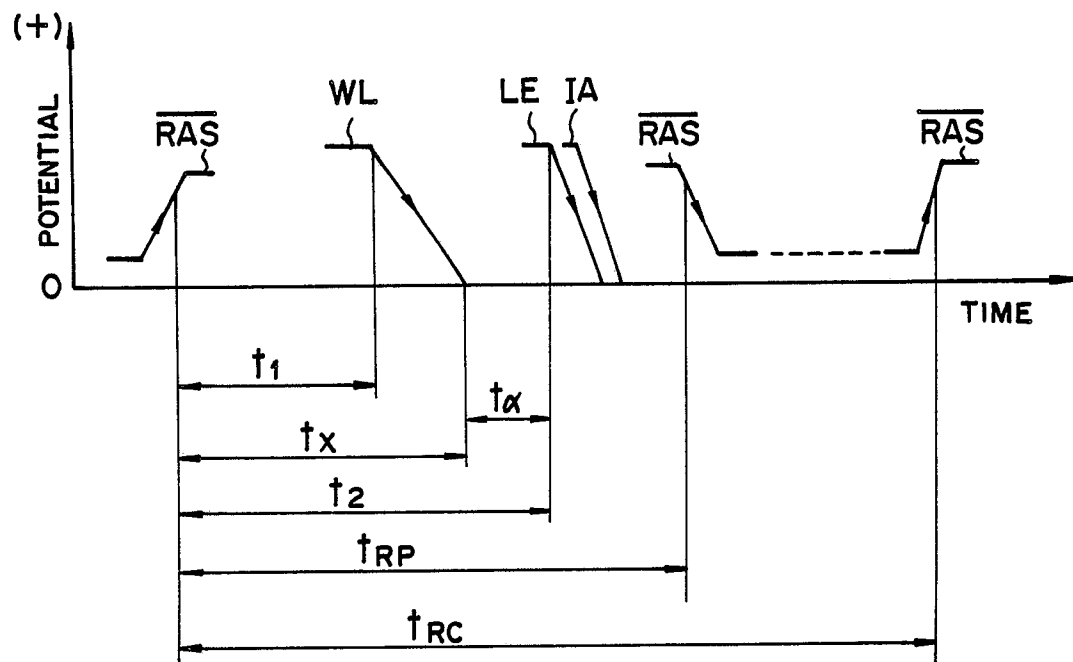 (+)
POTENTIAL
O
RAS
WL
LE
IA
RAS
RAS
TIME
t1
tα
tX
t2
tRP
tRC